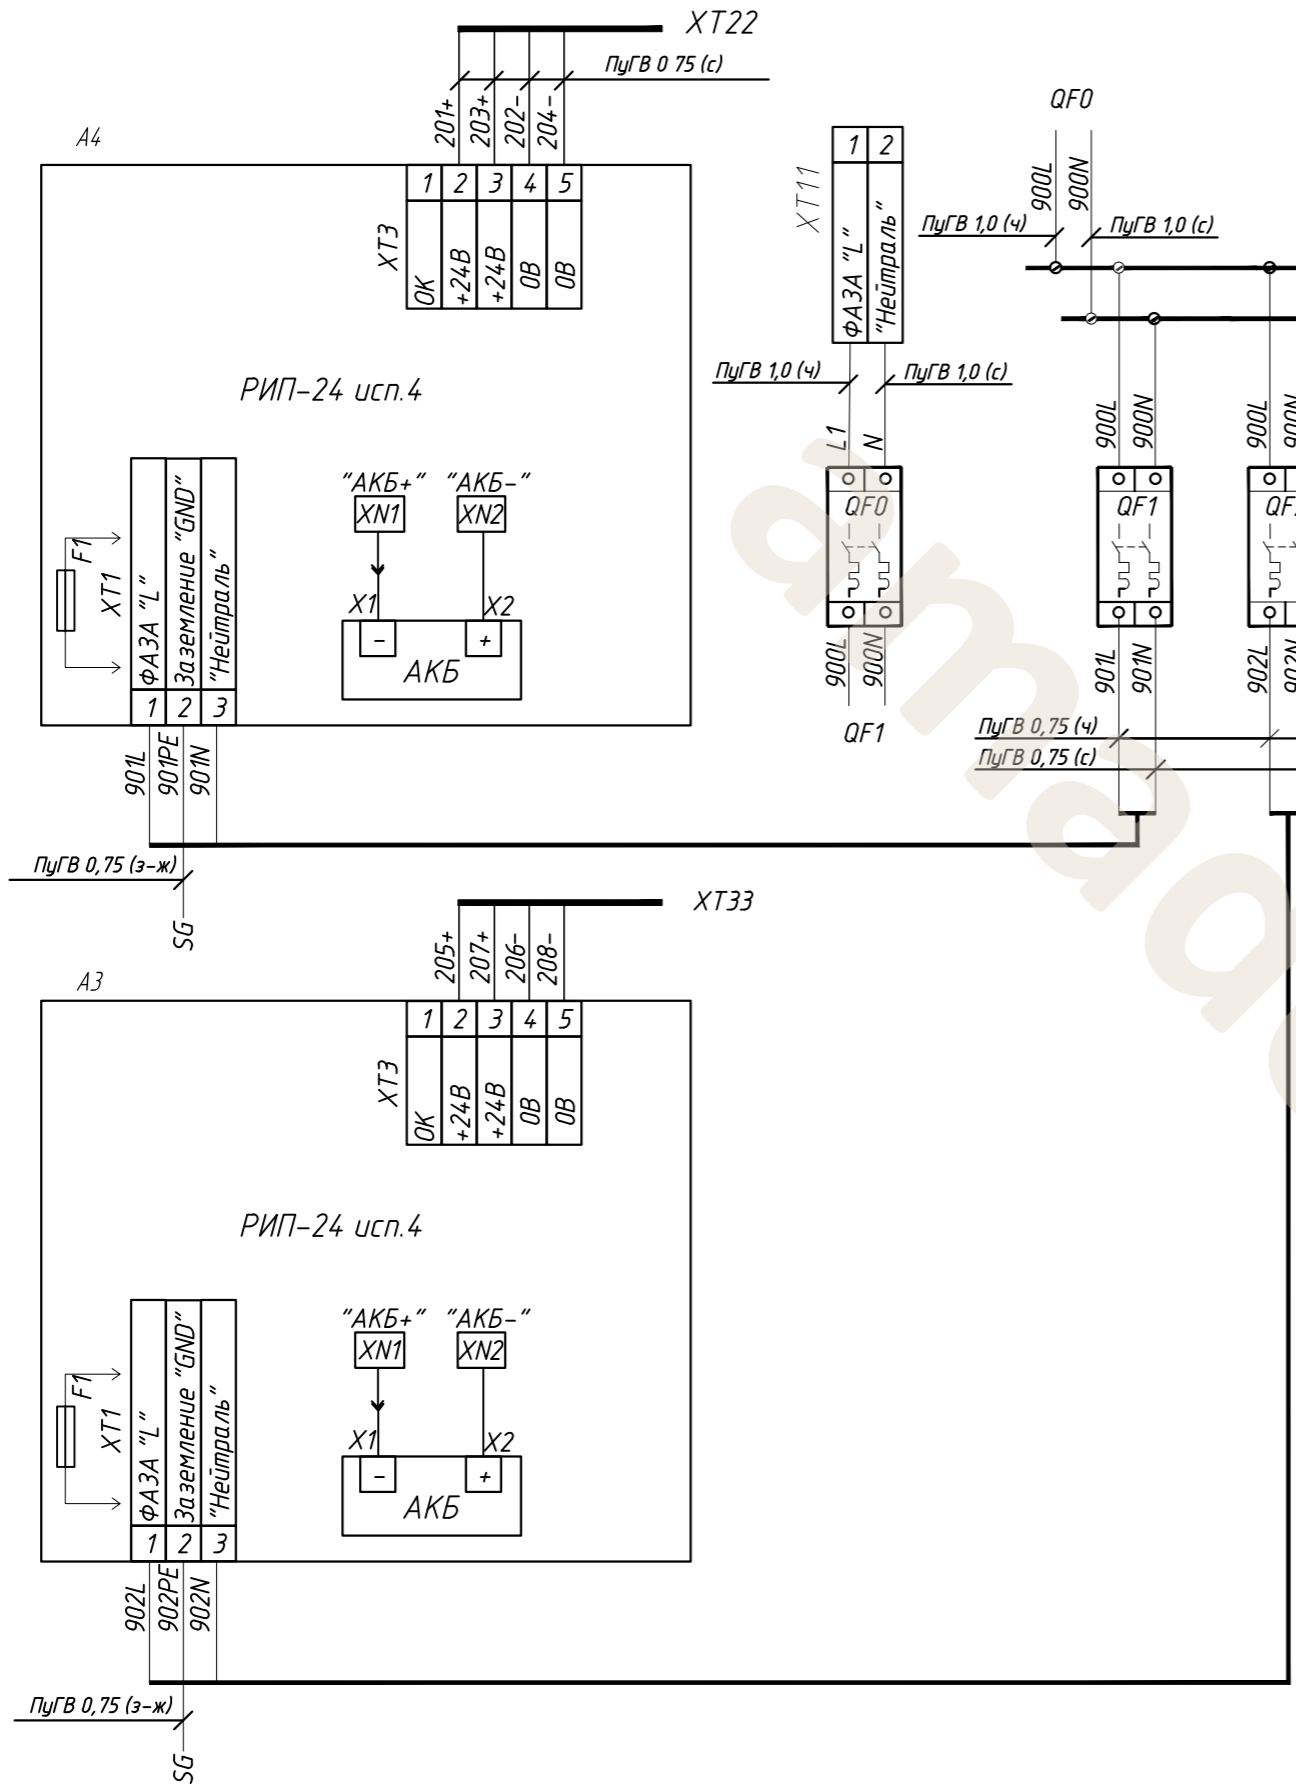 XT22
ПуГВ 0 75 (с)
201+
203+
202-
204-
A4
1 2 3 4 5
XT3
ОК
+24В
+24В
0В
0В
РИП-24 исп.4
"АКБ+" "АКБ-"
XN1 XN2
X1 X2
- +
АКБ
F1
XT1
ФАЗА "L"
Заземление "GND"
"Нейтраль"
1 2 3
901L
901PE
901N
ПуГВ 0,75 (з-ж)
SG
XT11
1 2
ФАЗА "L"
"Нейтраль"
ПуГВ 1,0 (ч)
ПуГВ 1,0 (с)
L1
N
QF0
900L
900N
QF1
QF0
900L
900N
ПуГВ 1,0 (ч)
ПуГВ 1,0 (с)
900L
900N
900L
900N
QF1
901L
901N
902L
902N
ПуГВ 0,75 (ч)
ПуГВ 0,75 (с)
XT33
205+
207+
206-
208-
A3
1 2 3 4 5
XT3
ОК
+24В
+24В
0В
0В
РИП-24 исп.4
"АКБ+" "АКБ-"
XN1 XN2
X1 X2
- +
АКБ
F1
XT1
ФАЗА "L"
Заземление "GND"
"Нейтраль"
1 2 3
902L
902PE
902N
ПуГВ 0,75 (з-ж)
SG